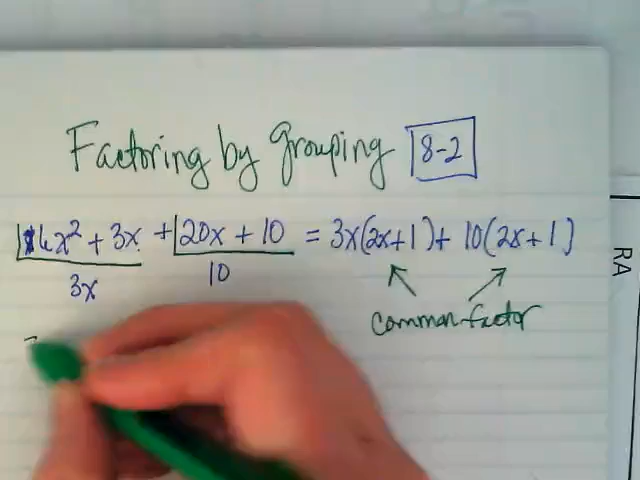 Factoring by grouping 8-2
6x² + 3x + 20x + 10 = 3x(2x+1) + 10(2x+1)
3x 10
common factor
RA